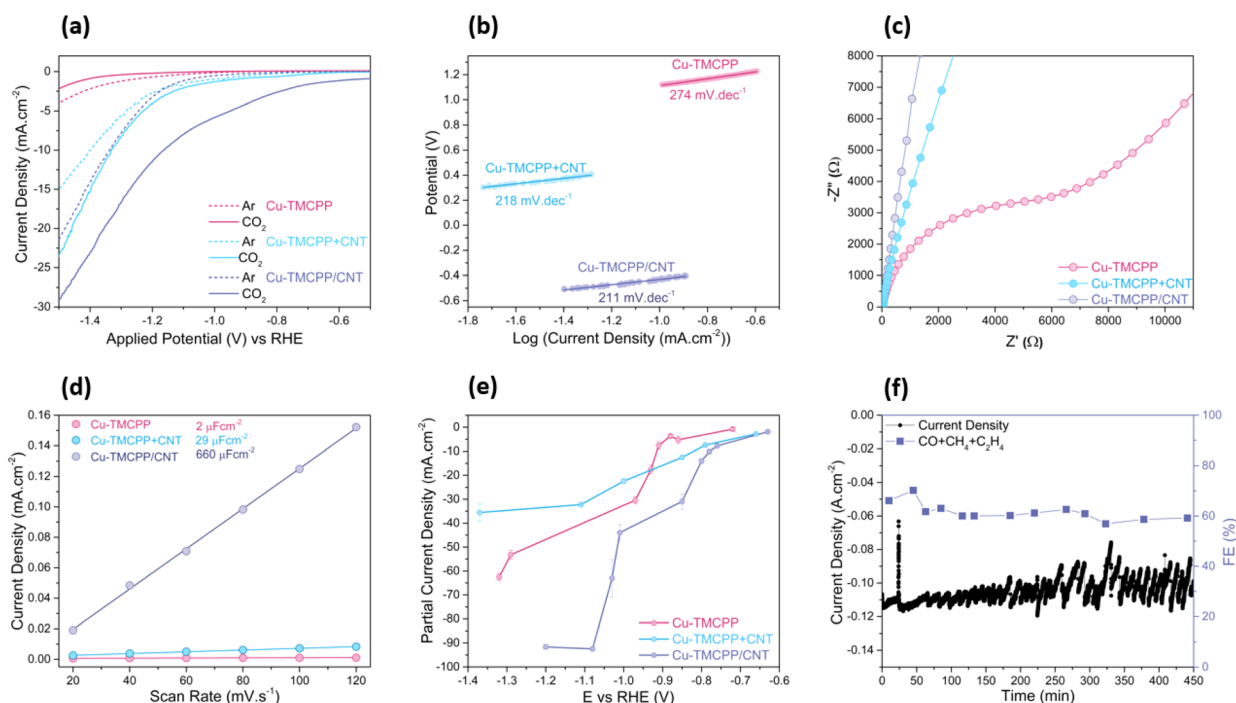 (a)
0
-5
-10
-15
-20
-25
-30
Current Density (mA.cm⁻²)
Ar Cu-TMCPP
CO₂
Ar Cu-TMCPP+CNT
CO₂
Ar Cu-TMCPP/CNT
CO₂
-1.4 -1.2 -1.0 -0.8 -0.6
Applied Potential (V) vs RHE
(b)
1.2
1.0
0.8
0.6
0.4
0.2
0.0
-0.2
-0.4
-0.6
Potential (V)
Cu-TMCPP
274 mV.dec⁻¹
Cu-TMCPP+CNT
218 mV.dec⁻¹
Cu-TMCPP/CNT
211 mV.dec⁻¹
-1.8 -1.6 -1.4 -1.2 -1.0 -0.8 -0.6
Log (Current Density (mA.cm⁻²))
(c)
8000
7000
6000
5000
4000
3000
2000
1000
0
-Z'' (Ω)
Cu-TMCPP
Cu-TMCPP+CNT
Cu-TMCPP/CNT
0 2000 4000 6000 8000 10000
Z' (Ω)
(d)
0.16
0.14
0.12
0.10
0.08
0.06
0.04
0.02
0.00
Current Density (mA.cm⁻²)
Cu-TMCPP 2 μFcm⁻²
Cu-TMCPP+CNT 29 μFcm⁻²
Cu-TMCPP/CNT 660 μFcm⁻²
20 40 60 80 100 120
Scan Rate (mV.s⁻¹)
(e)
0
-10
-20
-30
-40
-50
-60
-70
-80
-90
-100
Partial Current Density (mA.cm⁻²)
Cu-TMCPP
Cu-TMCPP+CNT
Cu-TMCPP/CNT
-1.4 -1.3 -1.2 -1.1 -1.0 -0.9 -0.8 -0.7 -0.6
E vs RHE (V)
(f)
0.00
-0.02
-0.04
-0.06
-0.08
-0.10
-0.12
-0.14
Current Density (A.cm⁻²)
Current Density
CO+CH₄+C₂H₄
100
80
60
40
20
0
FE (%)
0 50 100 150 200 250 300 350 400 450
Time (min)